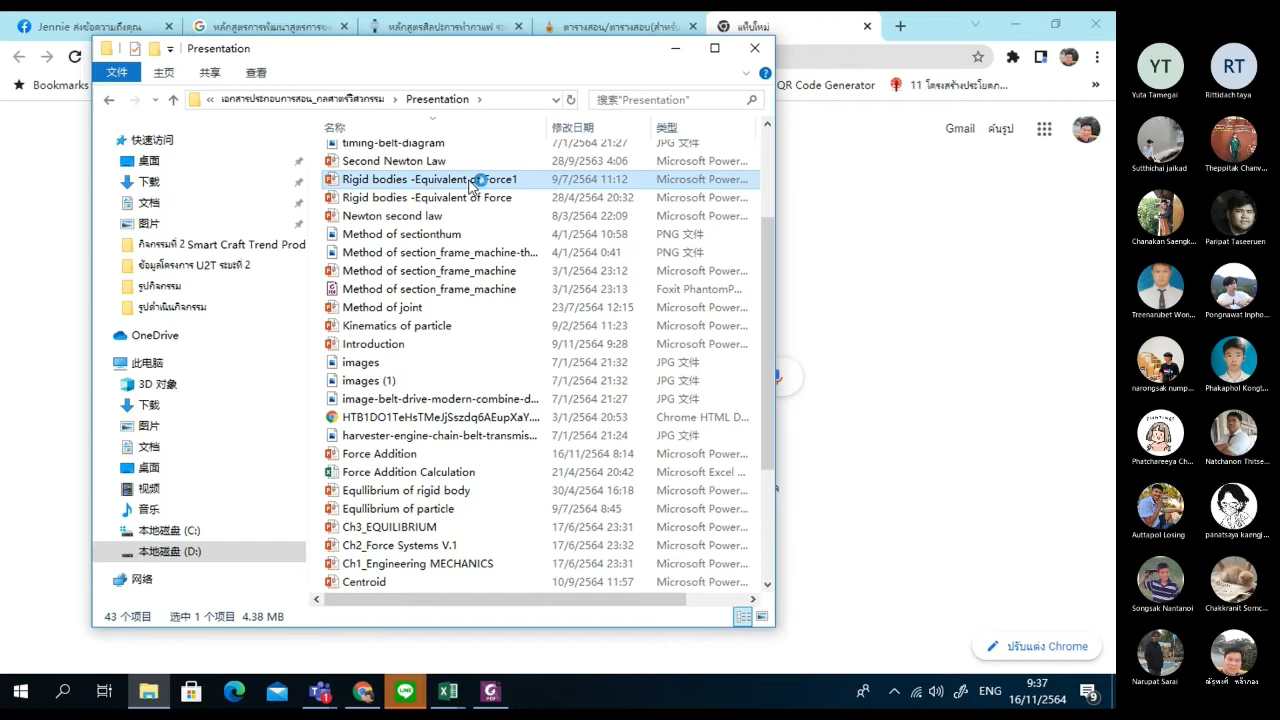 Jennie ส่งข้อความถึงคุณ
หลักสูตรการพัฒนาสูตรการยก
หลักสูตรศิลปะการทำกาแฟ ระ
ตารางสอน/ตารางสอบ(สำหรับ
แท็บใหม่
Presentation
文件
主页
共享
查看
Bookmarks
QR Code Generator
11 โครงสร้างประโยคภ...
เอกสารประกอบการสอน_กลศาตร์วิศวกรรม
Presentation
搜索"Presentation"
Gmail
ค้นรูป
名称
修改日期
类型
快速访问
桌面
下载
文档
图片
กิจกรรมที่ 2 Smart Craft Trend Prod
ข้อมูลโครงการ U2T ระยะที่ 2
รูปกิจกรรม
รูปดำเนินกิจกรรม
OneDrive
此电脑
3D 对象
下载
图片
文档
桌面
视频
音乐
本地磁盘 (C:)
本地磁盘 (D:)
网络
timing-belt-diagram 7/1/2564 21:27 JPG 文件
Second Newton Law 28/9/2563 4:06 Microsoft Power...
Rigid bodies -Equivalent of Force1 9/7/2564 11:12 Microsoft Power...
Rigid bodies -Equivalent of Force 28/4/2564 20:32 Microsoft Power...
Newton second law 8/3/2564 22:09 Microsoft Power...
Method of sectionthum 4/1/2564 10:58 PNG 文件
Method of section_frame_machine-th... 4/1/2564 0:41 PNG 文件
Method of section_frame_machine 3/1/2564 23:12 Microsoft Power...
Method of section_frame_machine 3/1/2564 23:13 Foxit PhantomP...
Method of joint 23/7/2564 12:15 Microsoft Power...
Kinematics of particle 9/2/2564 11:23 Microsoft Power...
Introduction 9/11/2564 9:28 Microsoft Power...
images 7/1/2564 21:32 JPG 文件
images (1) 7/1/2564 21:32 JPG 文件
image-belt-drive-modern-combine-d... 7/1/2564 21:27 JPG 文件
HTB1DO1TeHsTMeJjSszdq6AEupXaY.... 3/1/2564 20:53 Chrome HTML D...
harvester-engine-chain-belt-transmis... 7/1/2564 21:24 JPG 文件
Force Addition 16/11/2564 8:14 Microsoft Power...
Force Addition Calculation 21/4/2564 20:42 Microsoft Excel ...
Equllibrium of rigid body 30/4/2564 16:18 Microsoft Power...
Equllibrium of particle 9/7/2564 8:45 Microsoft Power...
Ch3_EQUILIBRIUM 17/6/2564 23:31 Microsoft Power...
Ch2_Force Systems V.1 17/6/2564 23:32 Microsoft Power...
Ch1_Engineering MECHANICS 17/6/2564 23:31 Microsoft Power...
Centroid 10/9/2564 11:57 Microsoft Power...
43 个项目 选中 1 个项目 4.38 MB
ปรับแต่ง Chrome
ENG
9:37
16/11/2564
9
YT
RT
Yuta Tamegai
Rittidachtaya
Sutthichai jaikad
Theppitak Chanv...
Chanakan Saengk...
Paripat Taseeruen
Treenarubet Won...
Pongnawat Inpho...
narongsak nump...
Phakaphol Kongt...
Phatchareeya Ch...
Natchanon Thitse...
Auttapol Losing
panatsaya kaengj...
Songsak Nantanoi
Chakkranit Sornc...
Narupat Sarai